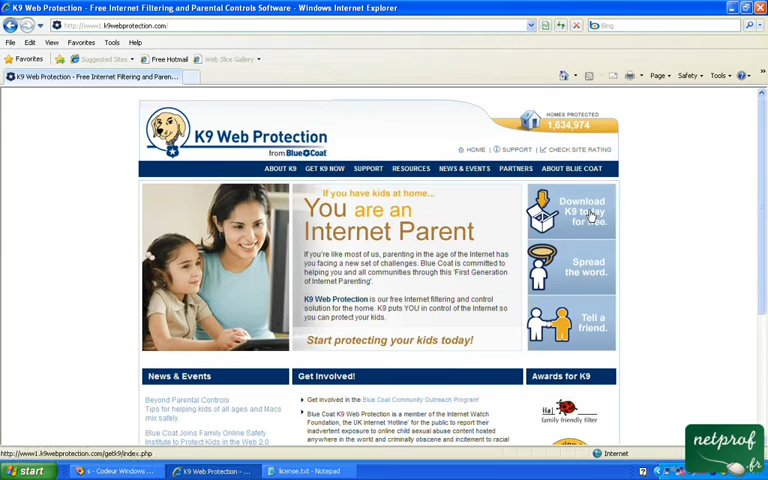 K9 Web Protection - Free Internet Filtering and Parental Controls Software - Windows Internet Explorer
http://www1.k9webprotection.com/
Bing
File Edit View Favorites Tools Help
Favorites Suggested Sites Free Hotmail Web Slice Gallery
K9 Web Protection - Free Internet Filtering and Paren...
Page Safety Tools
HOMES PROTECTED
1,634,974
K9 Web Protection
from Blue Coat
HOME SUPPORT CHECK SITE RATING
ABOUT K9 GET K9 NOW SUPPORT RESOURCES NEWS & EVENTS PARTNERS ABOUT BLUE COAT
If you have kids at home...
You are an
Internet Parent
If you're like most of us, parenting in the age of the Internet has
you facing a new set of challenges. Blue Coat is committed to
helping you and all communities through this 'First Generation
of Internet Parenting'.
K9 Web Protection is our free Internet filtering and control
solution for the home. K9 puts YOU in control of the Internet so
you can protect your kids.
Start protecting your kids today!
Download
K9 today
for free.
Spread
the word.
Tell a
friend.
News & Events
Beyond Parental Controls
Tips for helping kids of all ages and Macs
mix safely.
Blue Coat Joins Family Online Safety
Institute to Protect Kids in the Web 2.0
Get Involved!
Get involved in the Blue Coat Community Outreach Program!
Blue Coat K9 Web Protection is a member of the Internet Watch
Foundation, the UK Internet 'Hotline' for the public to report their
inadvertent exposure to online child sexual abuse content hosted
anywhere in the world and criminally obscene and incitement to racial
Awards for K9
family friendly filter
http://www1.k9webprotection.com/getk9/index.php
Internet
start
s - Codeur Windows ...
K9 Web Protection - ...
license.txt - Notepad
netprof
.fr